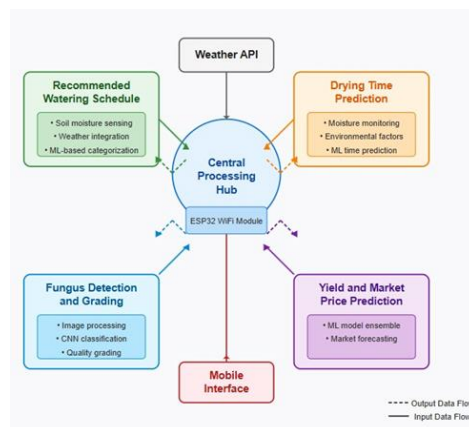 Weather API
Recommended
Watering Schedule
• Soil moisture sensing
• Weather integration
• ML-based categorization
Drying Time
Prediction
• Moisture monitoring
• Environmental factors
• ML time prediction
Central
Processing
Hub
ESP32 WiFi Module
Fungus Detection
and Grading
• Image processing
• CNN classification
• Quality grading
Yield and Market
Price Prediction
• ML model ensemble
• Market forecasting
Mobile
Interface
Output Data Flow
Input Data Flow